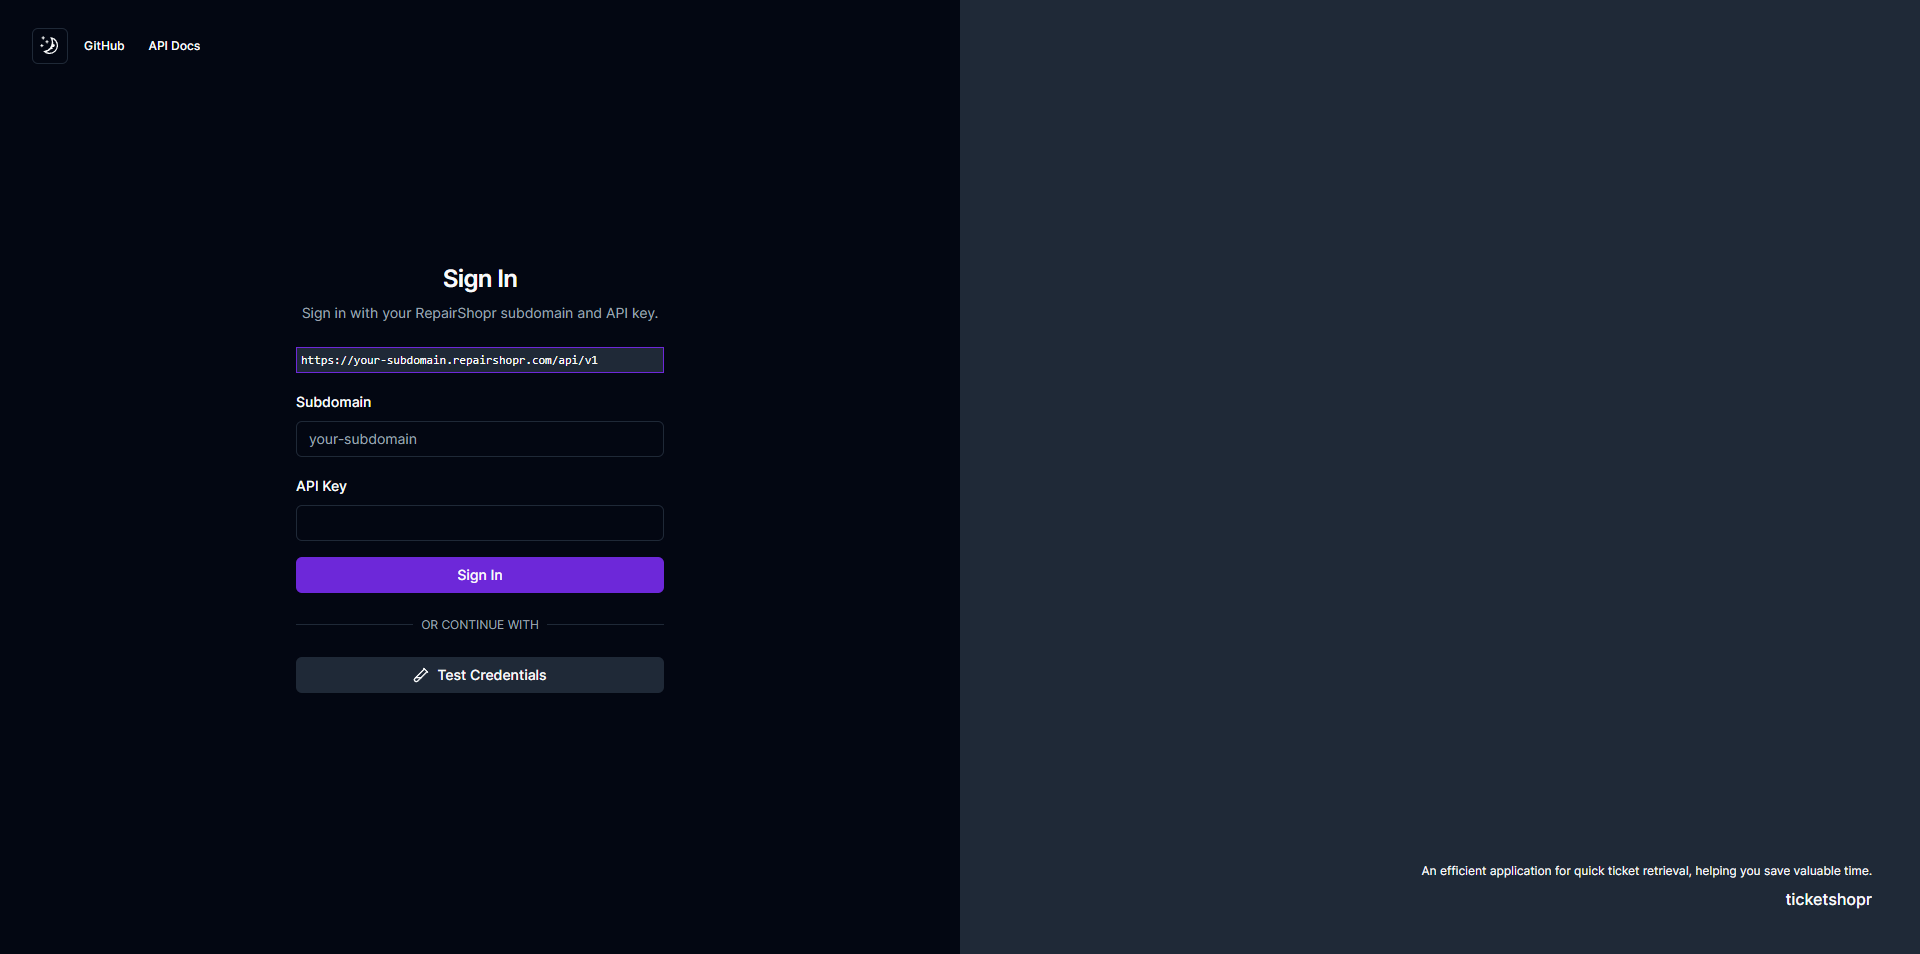 GitHub
API Docs
Sign In
Sign in with your RepairShopr subdomain and API key.
https://your-subdomain.repairshopr.com/api/v1
Subdomain
your-subdomain
API Key
Sign In
OR CONTINUE WITH
Test Credentials
An efficient application for quick ticket retrieval, helping you save valuable time.
ticketshopr